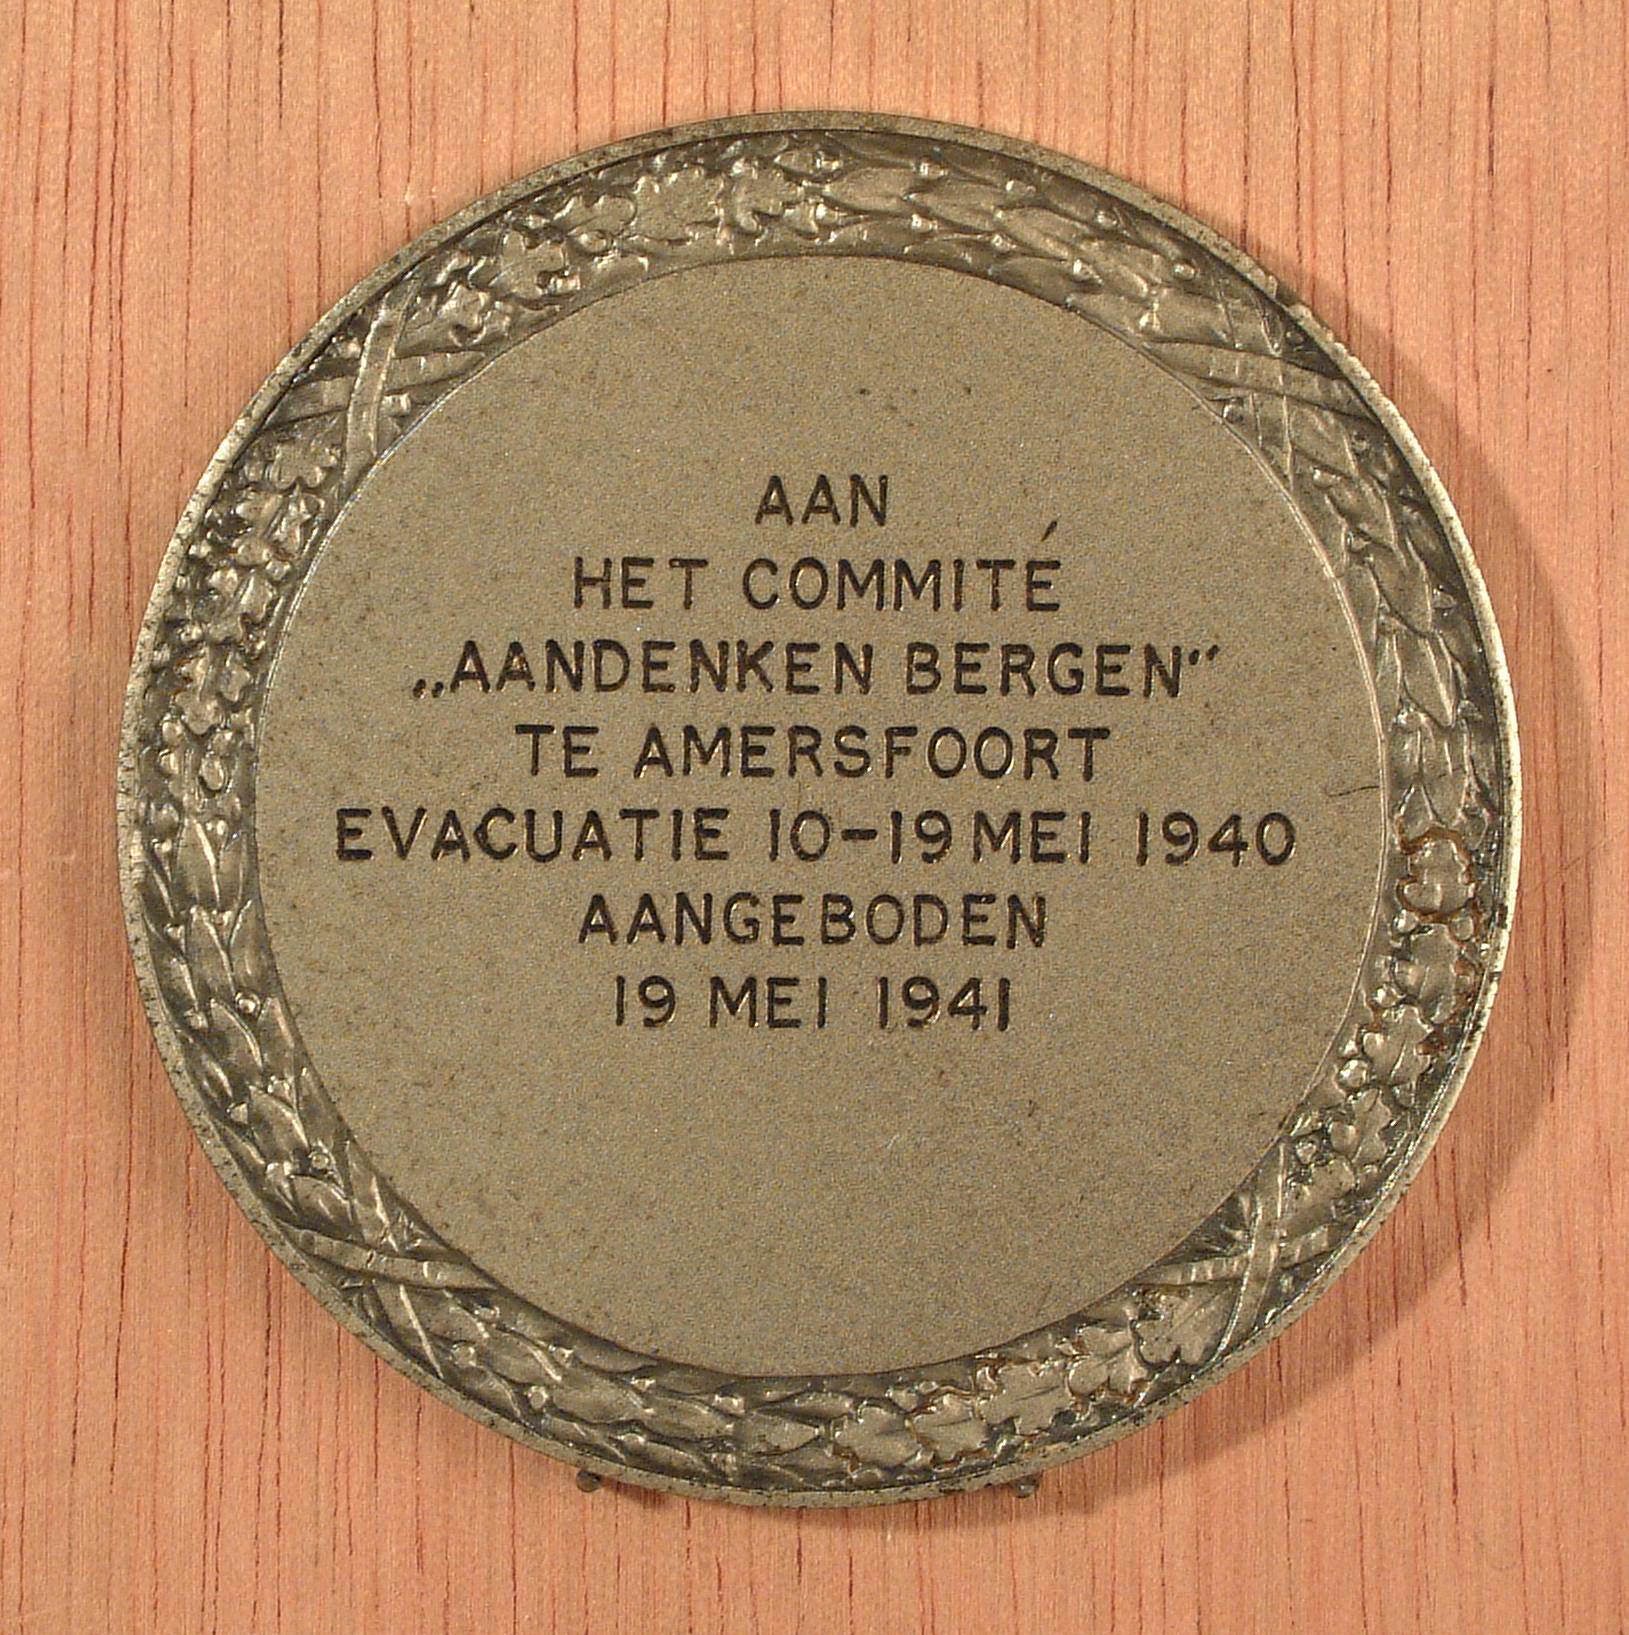 AAN
HET COMMITÉ
„AANDENKEN BERGEN“
TE AMERSFOORT
EVACUATIE 10-19 MEI 1940
AANGEBODEN
19 MEI 1941